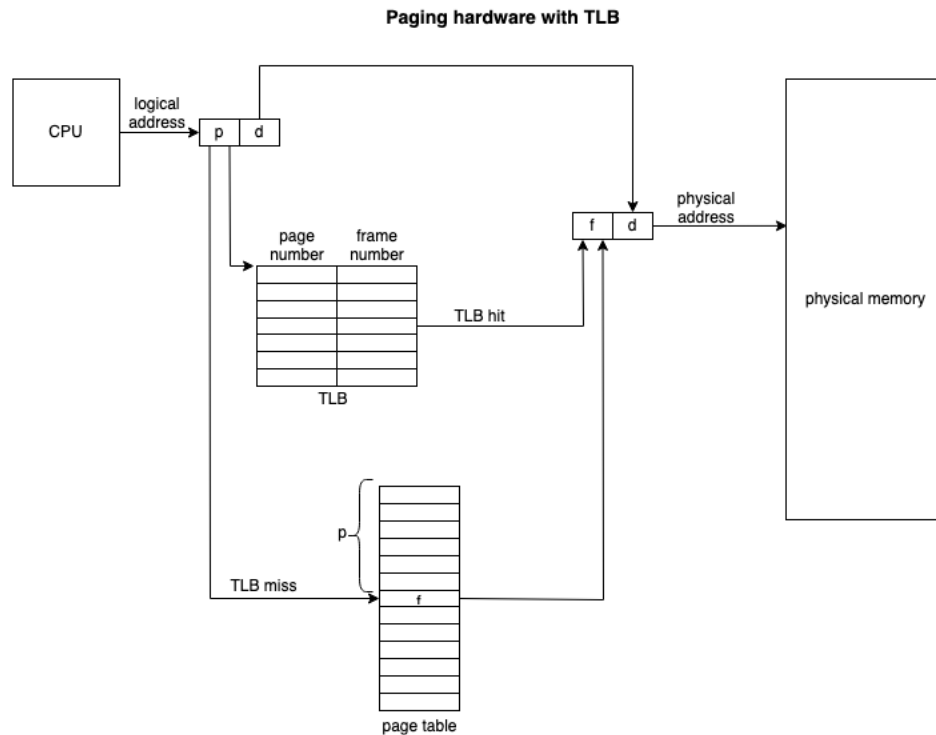 Paging hardware with TLB
CPU
logical
address
p
d
page
number
frame
number
TLB hit
TLB
f
d
physical
address
physical memory
p
TLB miss
f
page table